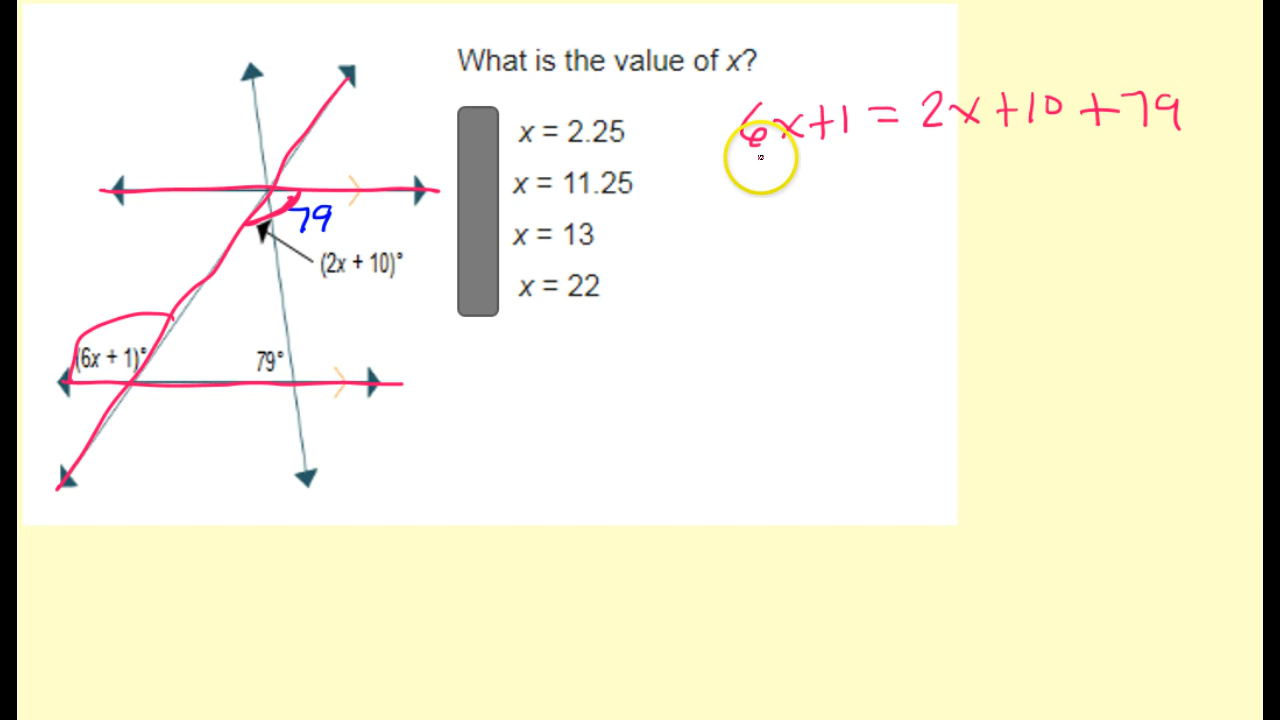 What is the value of x?
6x+1 = 2x+10+79
x = 2.25
x = 11.25
x = 13
x = 22
79
(2x + 10)°
(6x + 1)°
79°